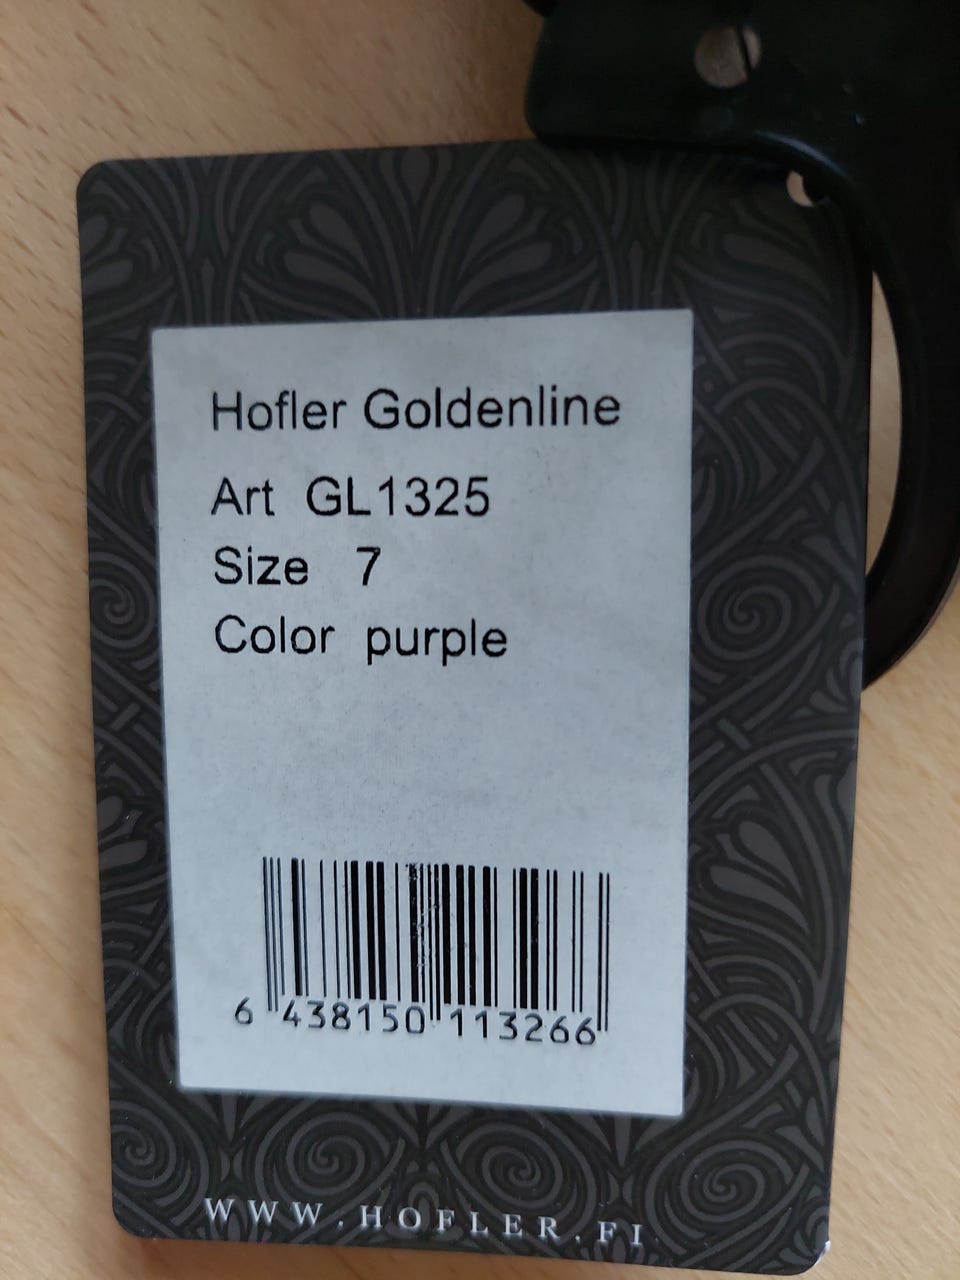 Hofler Goldenline
Art GL1325
Size 7
Color purple
6 438150 113266
WWW.HOFLER.FI